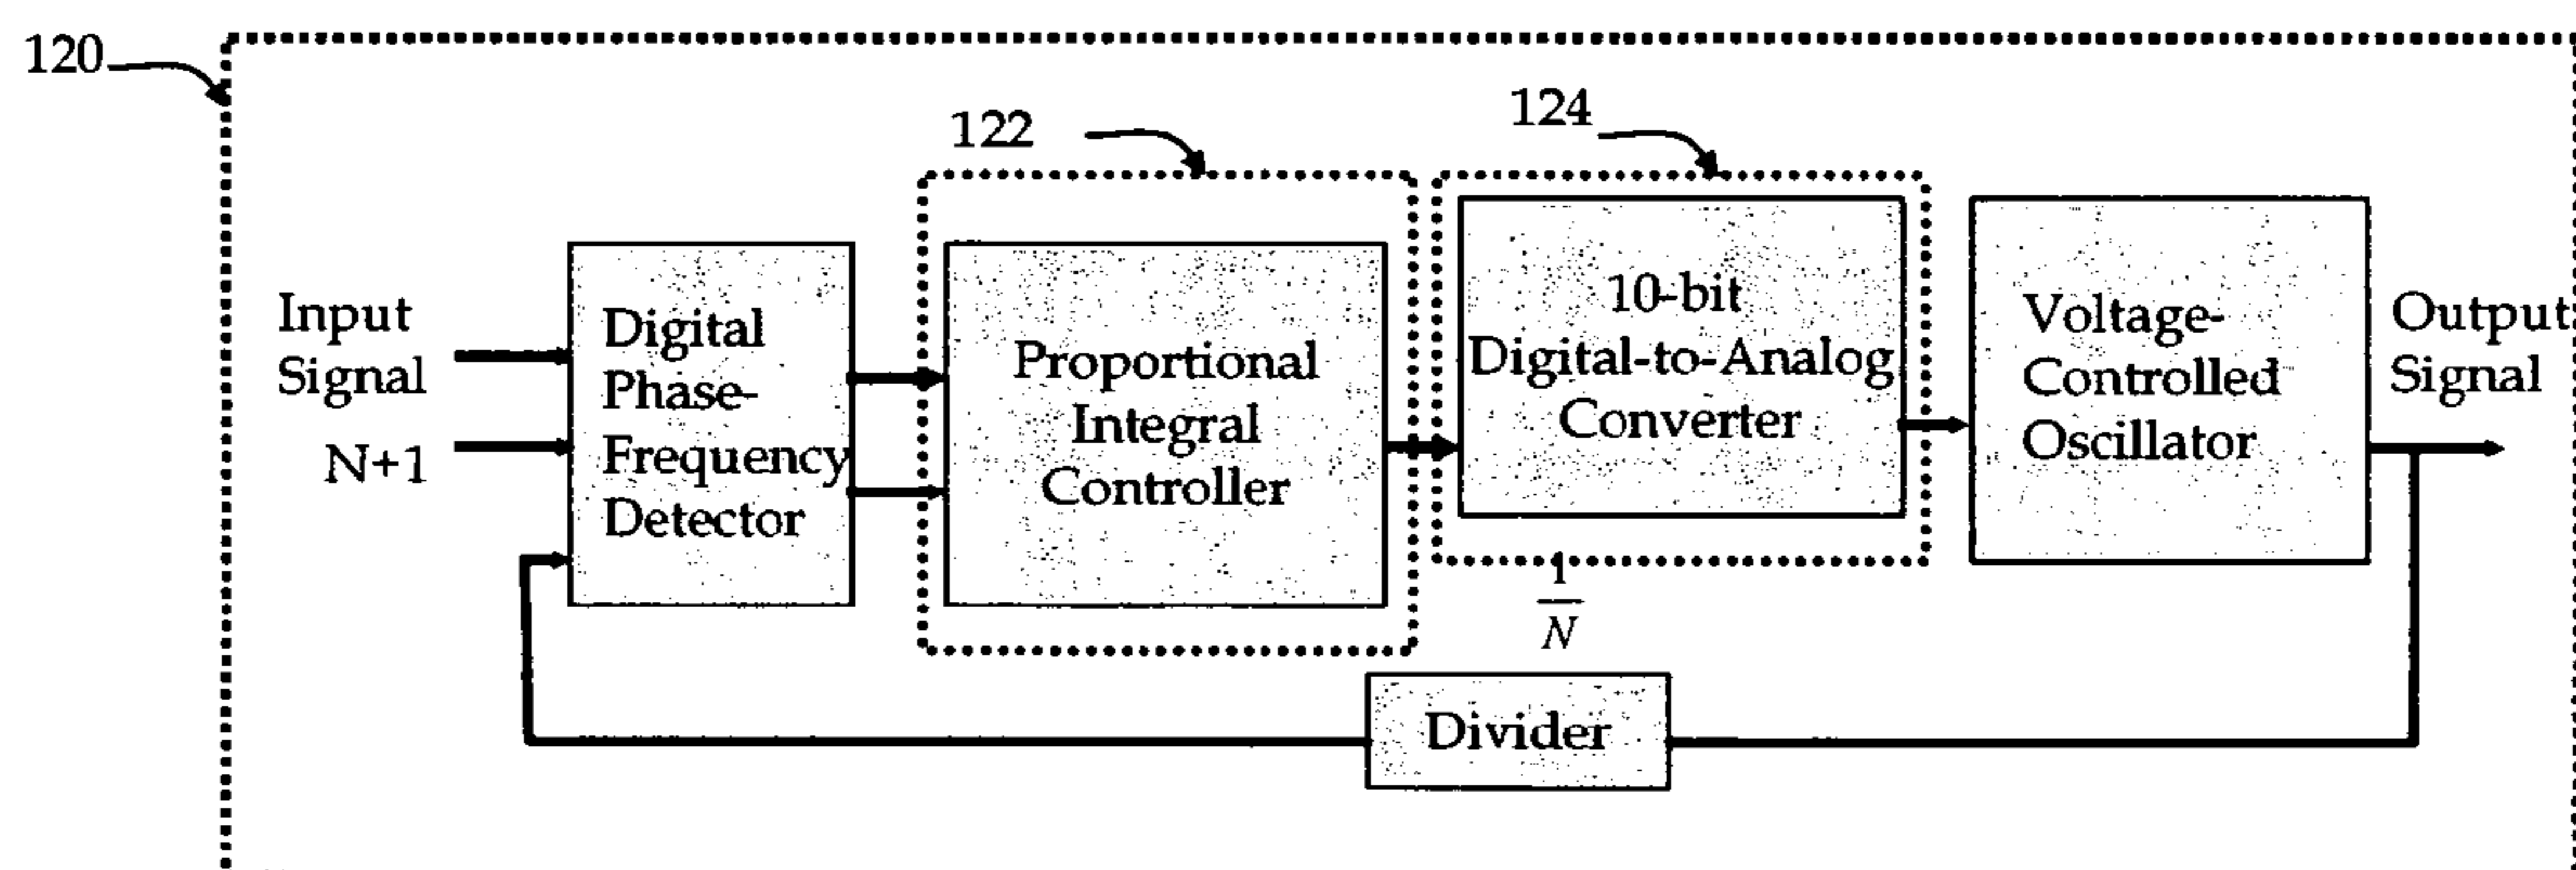 120
122
124
Input
Signal
N+1
Digital
Phase-
Frequency
Detector
Proportional
Integral
Controller
10-bit
Digital-to-Analog
Converter
Voltage-
Controlled
Oscillator
Output
Signal
1
N
Divider